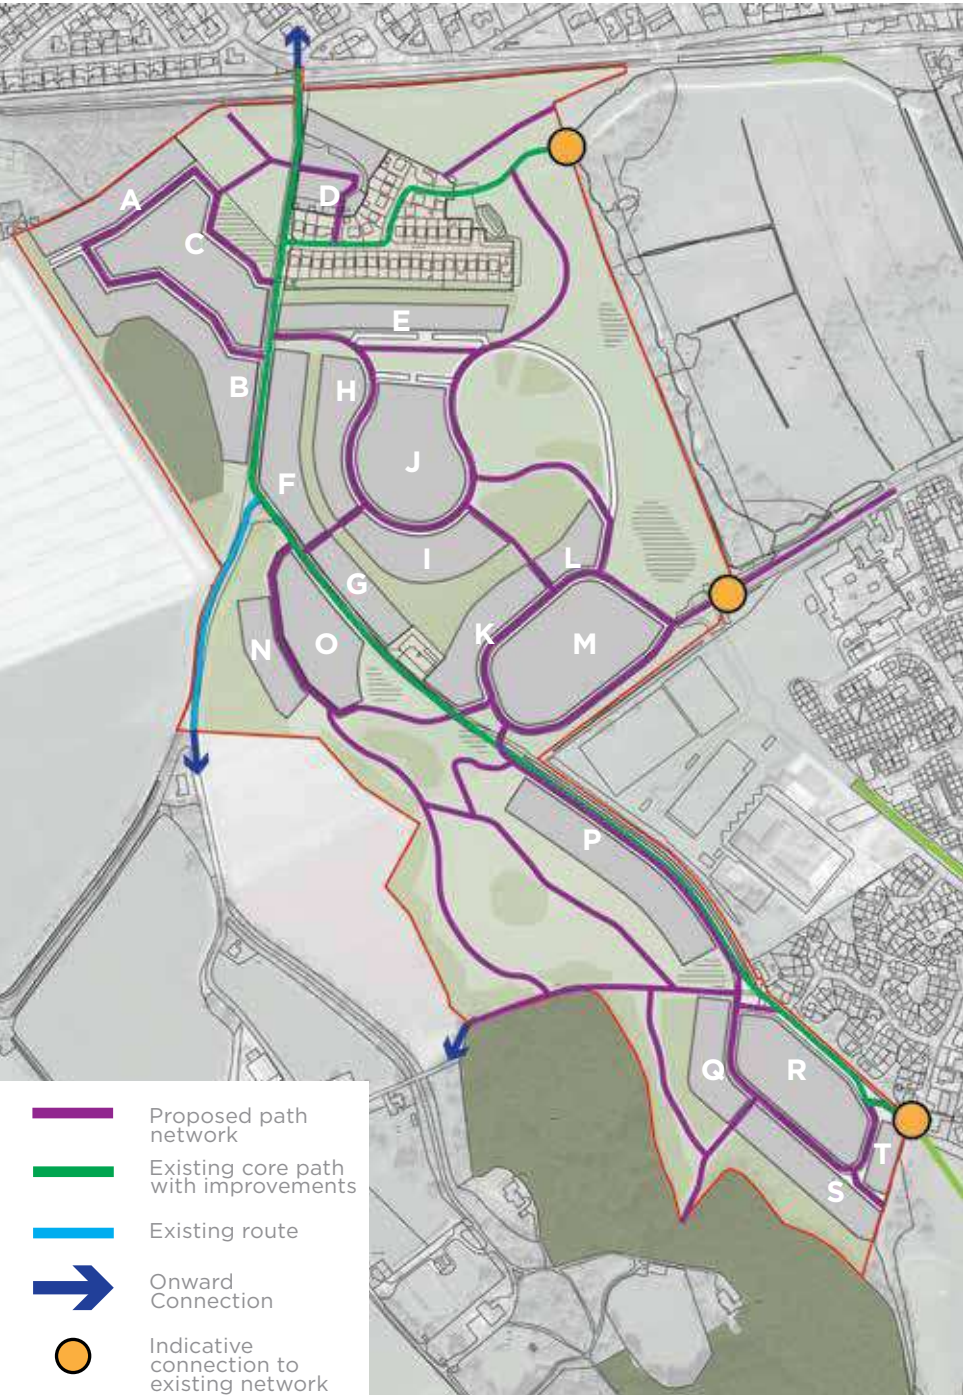 A
D
C
E
B
H
J
F
I
L
G
K
M
N
O
P
Q
R
T
S
Proposed path
network
Existing core path
with improvements
Existing route
Onward
Connection
Indicative
connection to
existing network